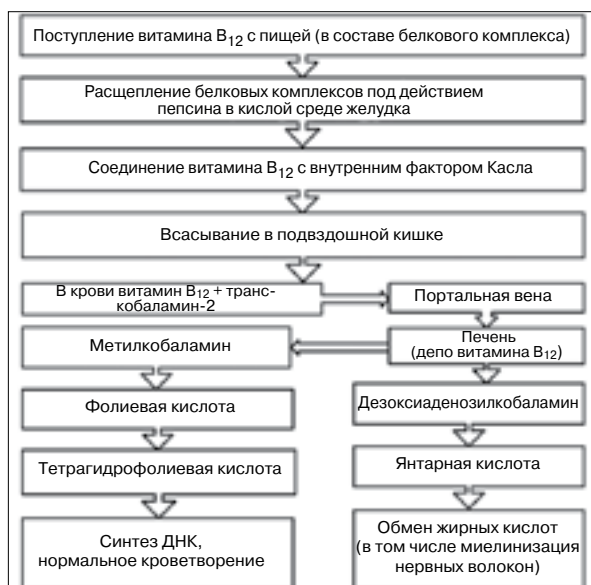 Поступление витамина B12 с пищей (в составе белкового комплекса)
Расщепление белковых комплексов под действием
пепсина в кислой среде желудка
Соединение витамина B12 с внутренним фактором Касла
Всасывание в подвздошной кишке
В крови витамин B12 + транс-
кобаламин-2
Портальная вена
Метилкобаламин
Печень
(депо витамина B12)
Фолиевая кислота
Дезоксиаденозилкобаламин
Тетрагидрофолиевая кислота
Янтарная кислота
Синтез ДНК,
нормальное кроветворение
Обмен жирных кислот
(в том числе миелинизация
нервных волокон)